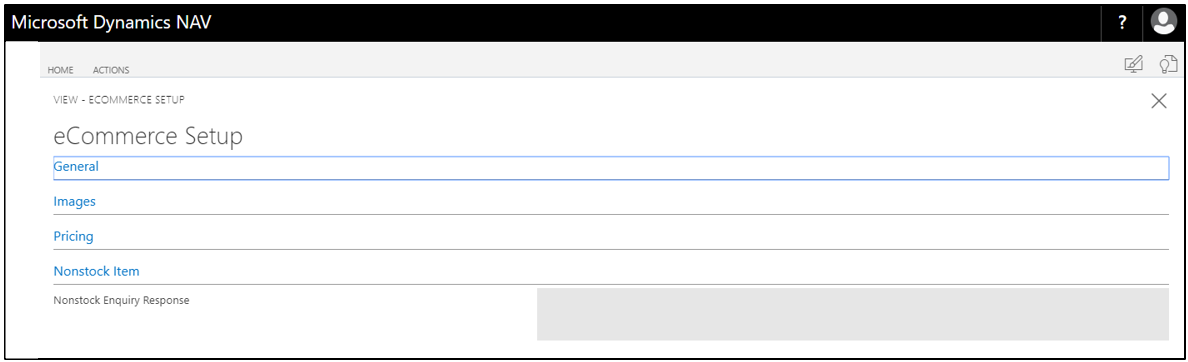 Microsoft Dynamics NAV ?
HOME ACTIONS
VIEW - ECOMMERCE SETUP
eCommerce Setup
General
Images
Pricing
Nonstock Item
Nonstock Enquiry Response